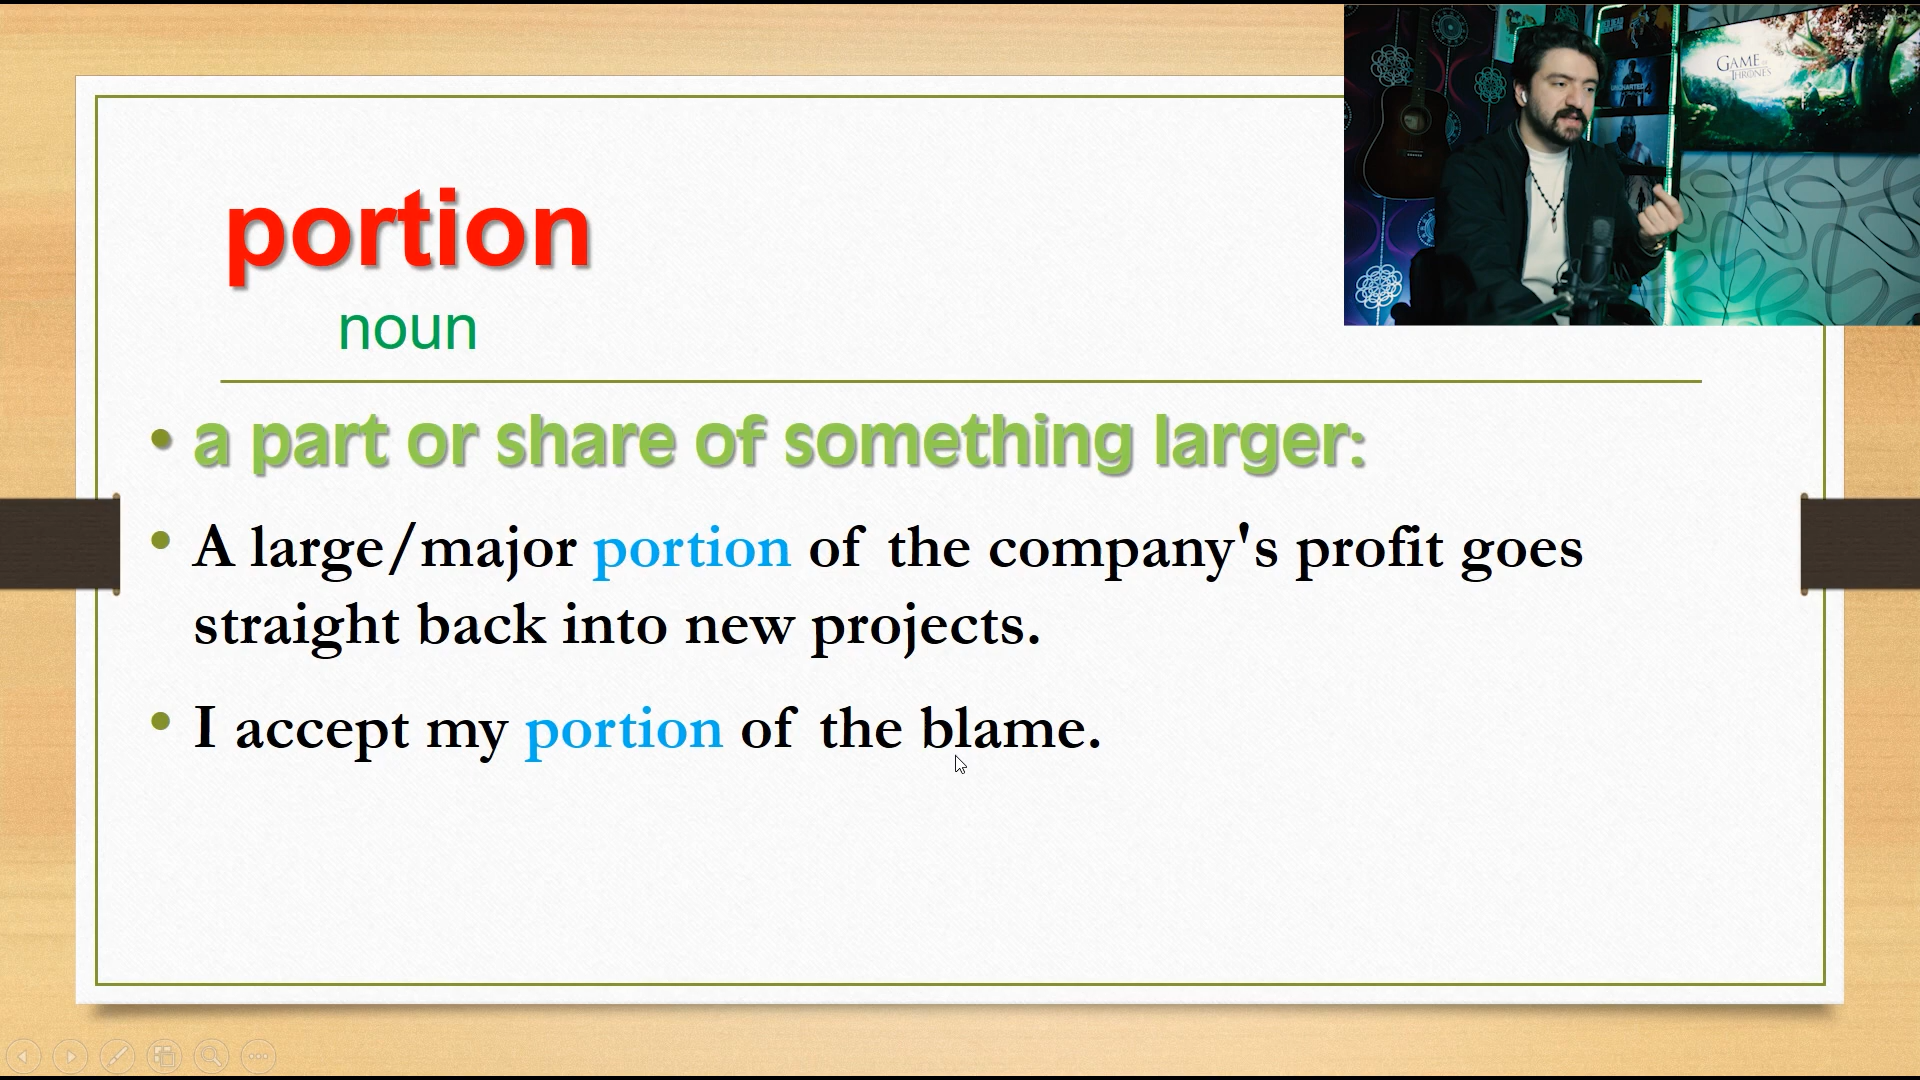 portion
noun
• a part or share of something larger:
• A large/major portion of the company's profit goes
straight back into new projects.
• I accept my portion of the blame.
GAME OF
THRONES
UNCHARTED